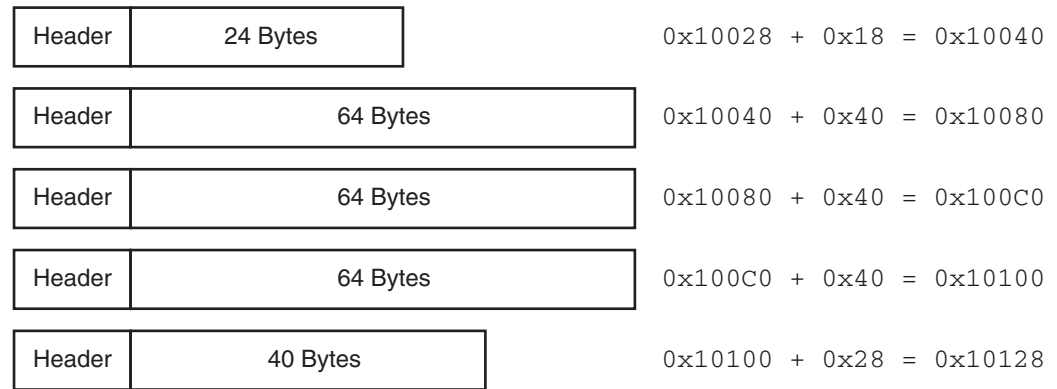 Header 24 Bytes 0x10028 + 0x18 = 0x10040
Header 64 Bytes 0x10040 + 0x40 = 0x10080
Header 64 Bytes 0x10080 + 0x40 = 0x100C0
Header 64 Bytes 0x100C0 + 0x40 = 0x10100
Header 40 Bytes 0x10100 + 0x28 = 0x10128